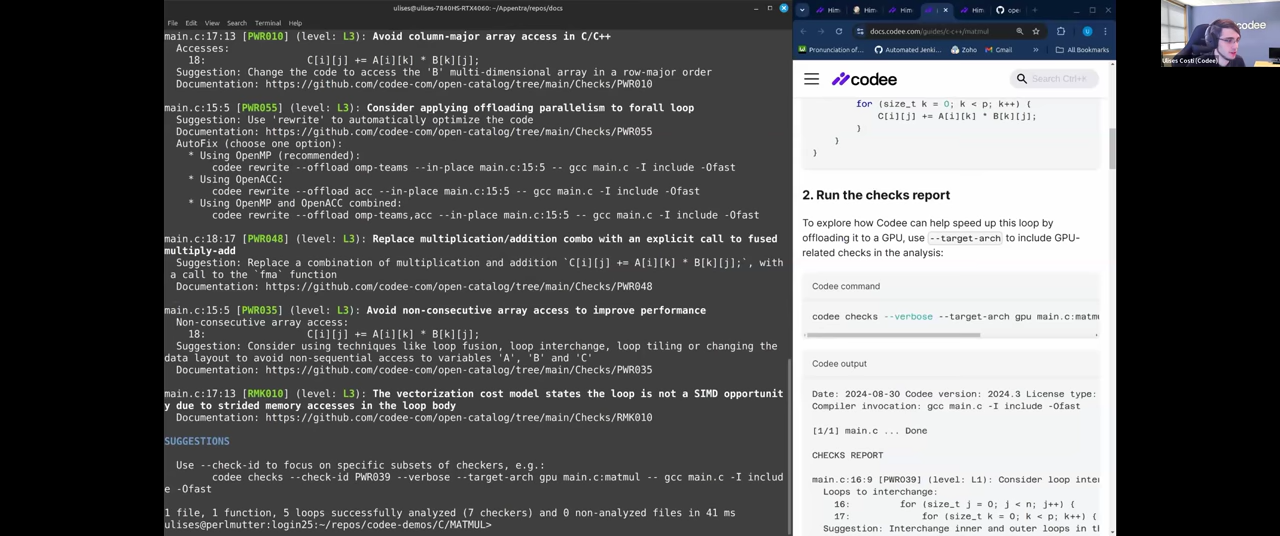 ulises@ulises-7840HS-RTX4060: ~/Appentra/repos/docs
File Edit View Search Terminal Help
main.c:17:13 [PWR010] (level: L3): Avoid column-major array access in C/C++
Accesses:
18: C[i][j] += A[i][k] * B[k][j];
Suggestion: Change the code to access the 'B' multi-dimensional array in a row-major order
Documentation: https://github.com/codee-com/open-catalog/tree/main/Checks/PWR010
main.c:15:5 [PWR055] (level: L3): Consider applying offloading parallelism to forall loop
Suggestion: Use 'rewrite' to automatically optimize the code
Documentation: https://github.com/codee-com/open-catalog/tree/main/Checks/PWR055
AutoFix (choose one option):
* Using OpenMP (recommended):
codee rewrite --offload omp-teams --in-place main.c:15:5 -- gcc main.c -I include -Ofast
* Using OpenACC:
codee rewrite --offload acc --in-place main.c:15:5 -- gcc main.c -I include -Ofast
* Using OpenMP and OpenACC combined:
codee rewrite --offload omp-teams,acc --in-place main.c:15:5 -- gcc main.c -I include -Ofast
main.c:18:17 [PWR048] (level: L3): Replace multiplication/addition combo with an explicit call to fused
multiply-add
Suggestion: Replace a combination of multiplication and addition `C[i][j] += A[i][k] * B[k][j];`, with
a call to the `fma` function
Documentation: https://github.com/codee-com/open-catalog/tree/main/Checks/PWR048
main.c:15:5 [PWR035] (level: L3): Avoid non-consecutive array access to improve performance
Non-consecutive array access:
18: C[i][j] += A[i][k] * B[k][j];
Suggestion: Consider using techniques like loop fusion, loop interchange, loop tiling or changing the
data layout to avoid non-sequential access to variables 'A', 'B' and 'C'
Documentation: https://github.com/codee-com/open-catalog/tree/main/Checks/PWR035
main.c:17:13 [RMK010] (level: L3): The vectorization cost model states the loop is not a SIMD opportunit
y due to strided memory accesses in the loop body
Documentation: https://github.com/codee-com/open-catalog/tree/main/Checks/RMK010
SUGGESTIONS
Use --check-id to focus on specific subsets of checkers, e.g.:
codee checks --check-id PWR039 --verbose --target-arch gpu main.c:matmul -- gcc main.c -I includ
e -Ofast
1 file, 1 function, 5 loops successfully analyzed (7 checkers) and 0 non-analyzed files in 41 ms
ulises@perlmutter:login25:~/repos/codee-demos/C/MATMUL>
Him
Him
Him
Him
ope
docs.codee.com/guides/c-c++/matmul
Pronunciation of...
Automated Jenki...
Zoho
Gmail
»
All Bookmarks
codee
Search Ctrl+
for (size_t k = 0; k < p; k++) {
C[i][j] += A[i][k] * B[k][j];
}
}
}
2. Run the checks report
To explore how Codee can help speed up this loop by
offloading it to a GPU, use --target-arch to include GPU-
related checks in the analysis:
Codee command
codee checks --verbose --target-arch gpu main.c:matmu
Codee output
Date: 2024-08-30 Codee version: 2024.3 License type:
Compiler invocation: gcc main.c -I include -Ofast
[1/1] main.c ... Done
CHECKS REPORT
main.c:16:9 [PWR039] (level: L1): Consider loop inter
Loops to interchange:
16: for (size_t j = 0; j < n; j++) {
17: for (size_t k = 0; k < p; k++) {
Suggestion: Interchange inner and outer loops in th
codee
Ulises Costi (Codee)